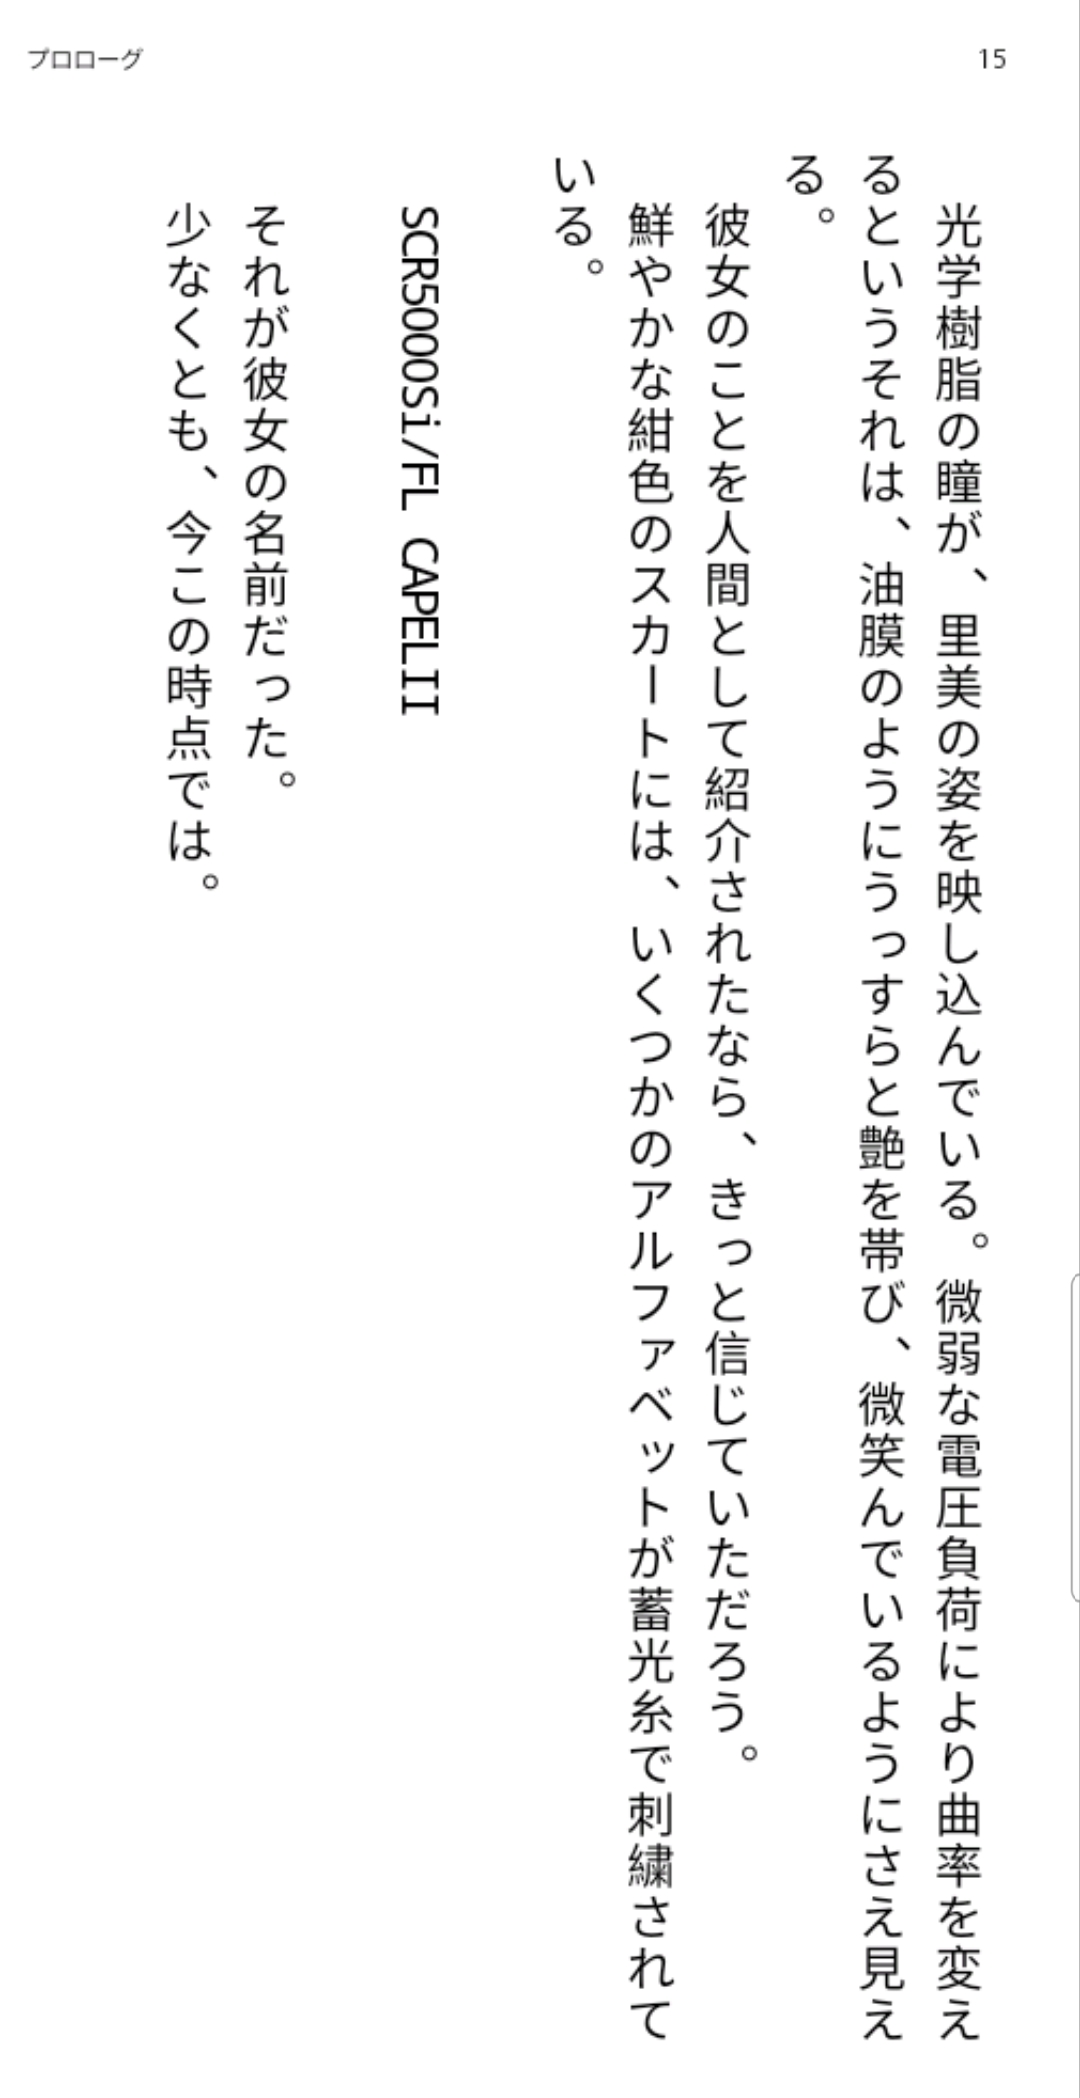 プロローグ
15
光学樹脂の瞳が、里美の姿を映し込んでいる。微弱な電圧負荷により曲率を変え
るというそれは、油膜のようにうっすらと艶を帯び、微笑んでいるようにさえ見え
る。
彼女のことを人間として紹介されたなら、きっと信じていただろう。
鮮やかな紺色のスカートには、いくつかのアルファベットが蓄光糸で刺繍されて
いる。
SCR5000Si/FL CAPELII
それが彼女の名前だった。
少なくとも、今この時点では。